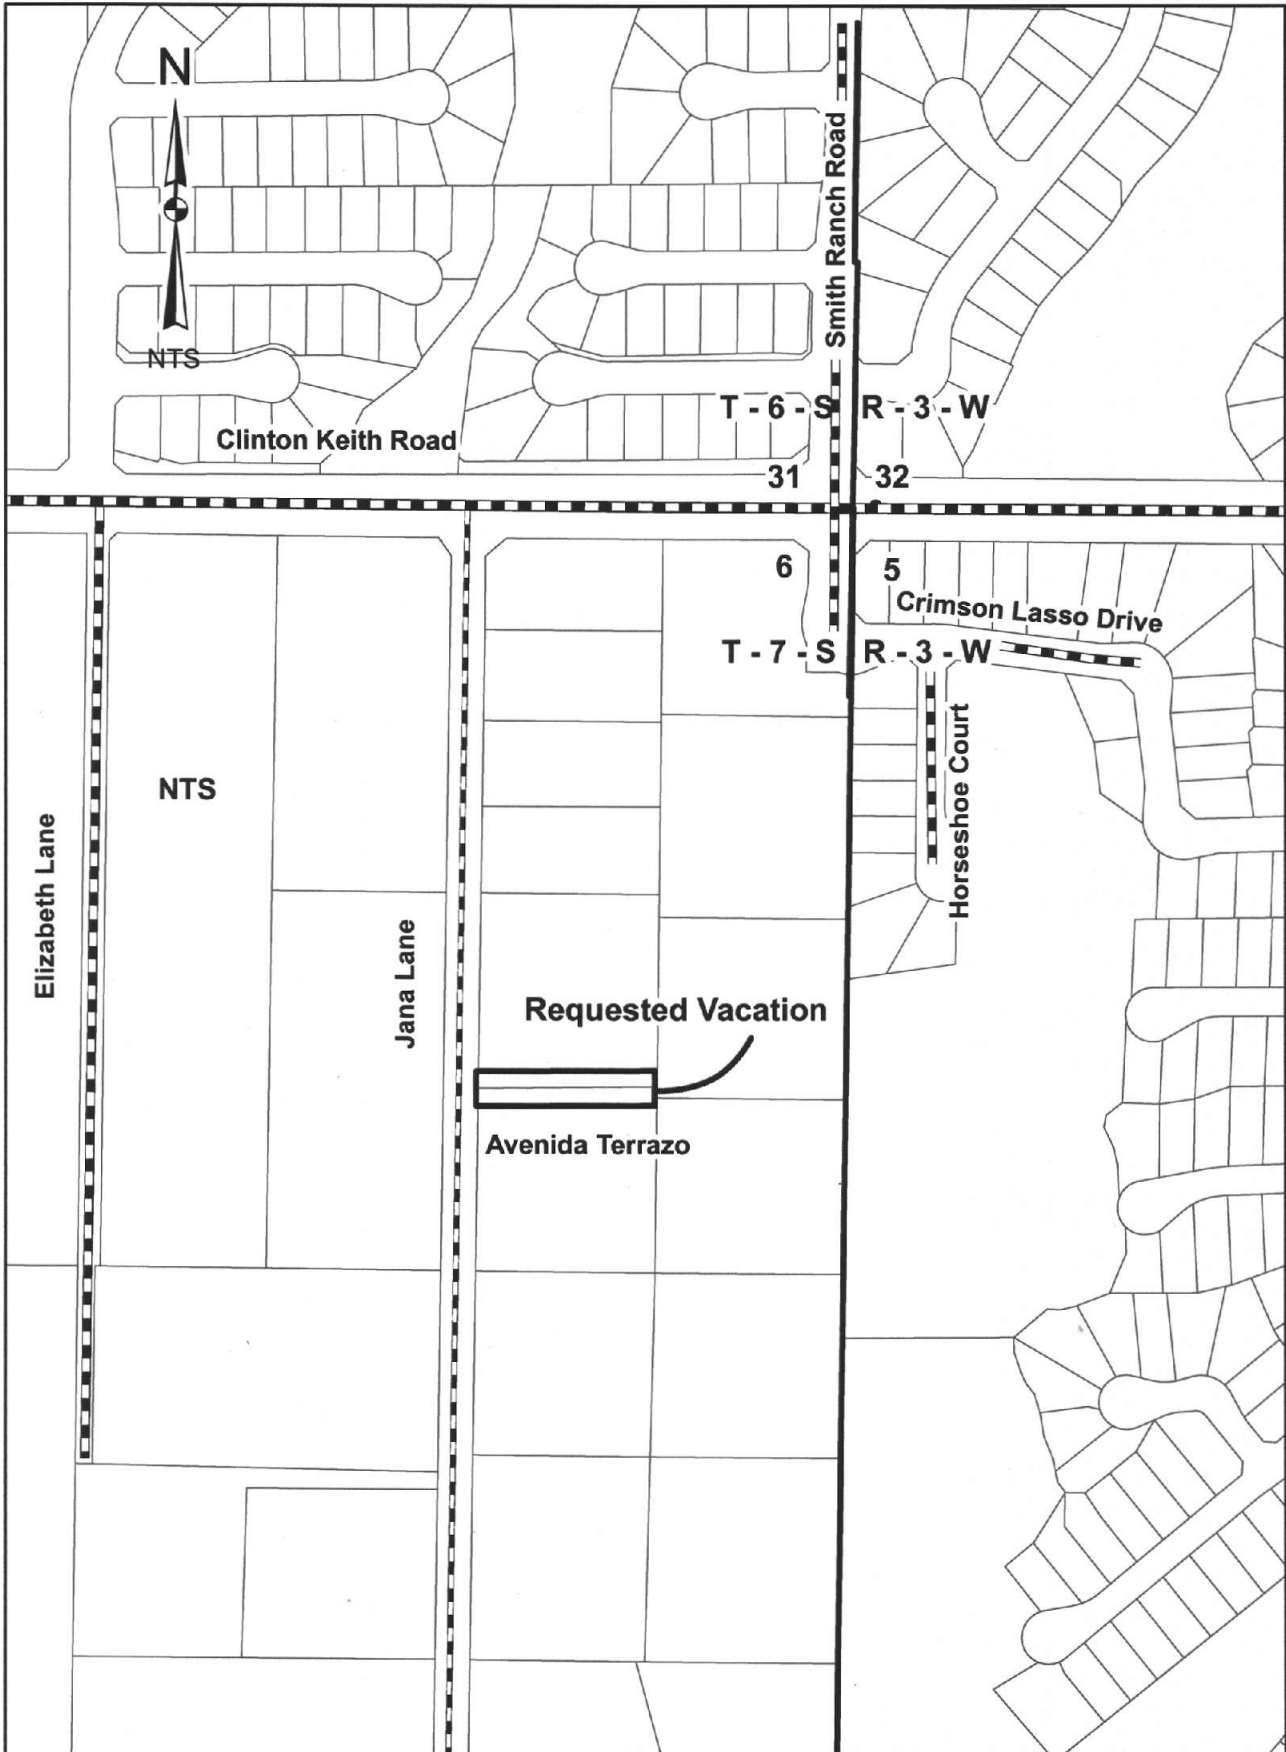 N
NTS
Smith Ranch Road
T - 6 - S R - 3 - W
Clinton Keith Road
31 32
6 5
Crimson Lasso Drive
T - 7 - S R - 3 - W
Horseshoe Court
NTS
Elizabeth Lane
Jana Lane
Requested Vacation
Avenida Terrazo